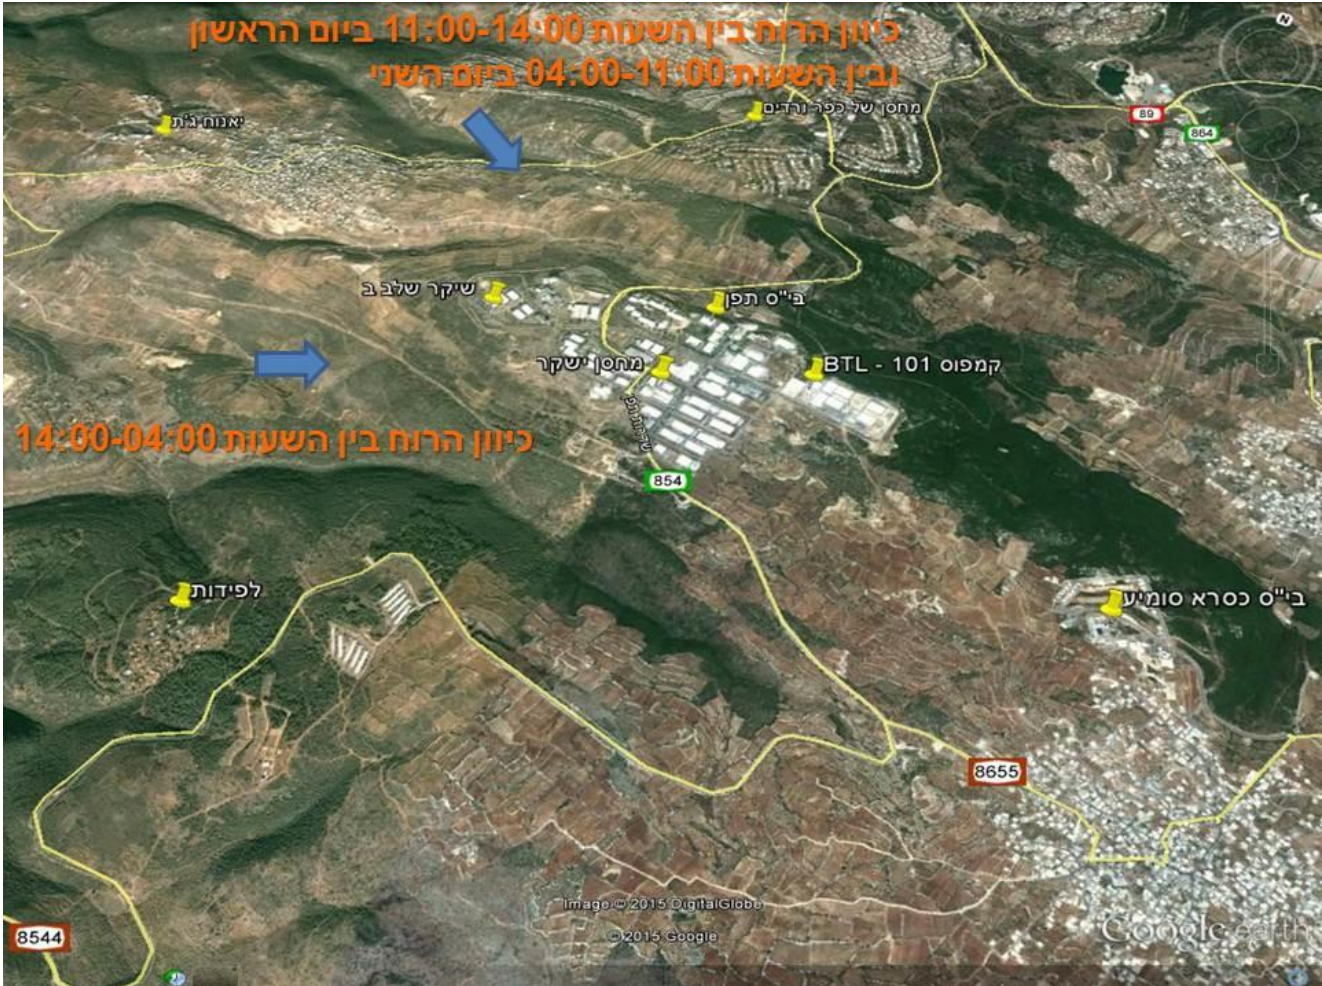 כיוון הרוח בין השעות 11:00-14:00 ביום הראשון
ובין השעות 04:00-11:00 ביום השני
N
מחסן של כפר ורדים
יאנוח-ג'ת
89
864
שיקר שלב ב
בי"ס תפן
מחסן ישקר
קמפוס 101 - BTL
כיוון הרוח בין השעות 14:00-04:00
854
לפידות
בי"ס כסרא סומיע
8655
Image © 2015 DigitalGlobe
© 2015 Google
Google earth
8544